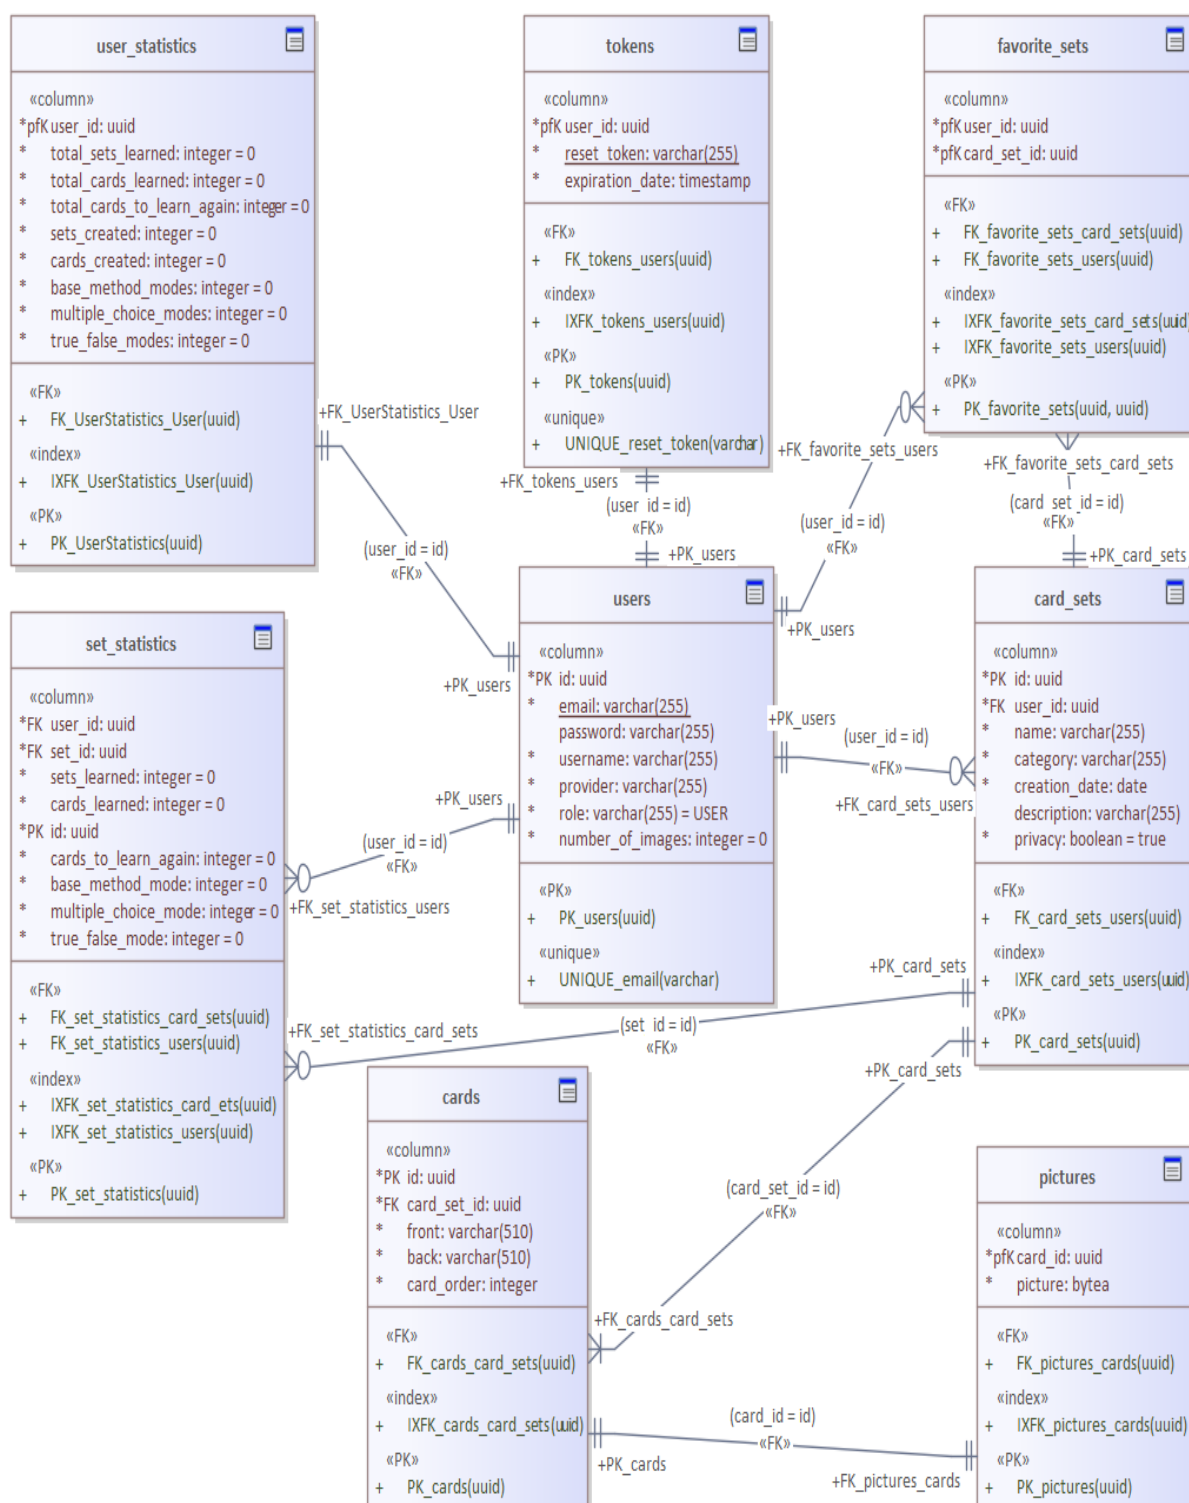 user_statistics
«column»
*pfK user_id: uuid
* total_sets_learned: integer = 0
* total_cards_learned: integer = 0
* total_cards_to_learn_again: integer = 0
* sets_created: integer = 0
* cards_created: integer = 0
* base_method_modes: integer = 0
* multiple_choice_modes: integer = 0
* true_false_modes: integer = 0
«FK»
+ FK_UserStatistics_User(uuid)
«index»
+ IXFK_UserStatistics_User(uuid)
«PK»
+ PK_UserStatistics(uuid)
tokens
«column»
*pfK user_id: uuid
* reset_token: varchar(255)
* expiration_date: timestamp
«FK»
+ FK_tokens_users(uuid)
«index»
+ IXFK_tokens_users(uuid)
«PK»
+ PK_tokens(uuid)
«unique»
+ UNIQUE_reset_token(varchar)
favorite_sets
«column»
*pfK user_id: uuid
*pfK card_set_id: uuid
«FK»
+ FK_favorite_sets_card_sets(uuid)
+ FK_favorite_sets_users(uuid)
«index»
+ IXFK_favorite_sets_card_sets(uuid)
+ IXFK_favorite_sets_users(uuid)
«PK»
+ PK_favorite_sets(uuid, uuid)
+FK_UserStatistics_User
(user_id = id)
«FK»
+PK_users
+FK_tokens_users
(user_id = id)
«FK»
+PK_users
+FK_favorite_sets_users
(user_id = id)
«FK»
+PK_users
+FK_favorite_sets_card_sets
(card_set_id = id)
«FK»
+PK_card_sets
set_statistics
«column»
*FK user_id: uuid
*FK set_id: uuid
* sets_learned: integer = 0
* cards_learned: integer = 0
*PK id: uuid
* cards_to_learn_again: integer = 0
* base_method_mode: integer = 0
* multiple_choice_mode: integer = 0
* true_false_mode: integer = 0
«FK»
+ FK_set_statistics_card_sets(uuid)
+ FK_set_statistics_users(uuid)
«index»
+ IXFK_set_statistics_card_ets(uuid)
+ IXFK_set_statistics_users(uuid)
«PK»
+ PK_set_statistics(uuid)
users
«column»
*PK id: uuid
* email: varchar(255)
password: varchar(255)
* username: varchar(255)
* provider: varchar(255)
* role: varchar(255) = USER
* number_of_images: integer = 0
«PK»
+ PK_users(uuid)
«unique»
+ UNIQUE_email(varchar)
card_sets
«column»
*PK id: uuid
*FK user_id: uuid
* name: varchar(255)
* category: varchar(255)
* creation_date: date
description: varchar(255)
* privacy: boolean = true
«FK»
+ FK_card_sets_users(uuid)
«index»
+ IXFK_card_sets_users(uuid)
«PK»
+ PK_card_sets(uuid)
+PK_users
(user_id = id)
«FK»
+FK_card_sets_users
+PK_users
(user_id = id)
«FK»
+FK_set_statistics_users
+PK_card_sets
(set_id = id)
«FK»
+FK_set_statistics_card_sets
+PK_card_sets
(card_set_id = id)
«FK»
+FK_cards_card_sets
cards
«column»
*PK id: uuid
*FK card_set_id: uuid
* front: varchar(510)
* back: varchar(510)
* card_order: integer
«FK»
+ FK_cards_card_sets(uuid)
«index»
+ IXFK_cards_card_sets(uuid)
«PK»
+ PK_cards(uuid)
(card_id = id)
«FK»
+PK_cards
+FK_pictures_cards
pictures
«column»
*pfK card_id: uuid
* picture: bytea
«FK»
+ FK_pictures_cards(uuid)
«index»
+ IXFK_pictures_cards(uuid)
«PK»
+ PK_pictures(uuid)